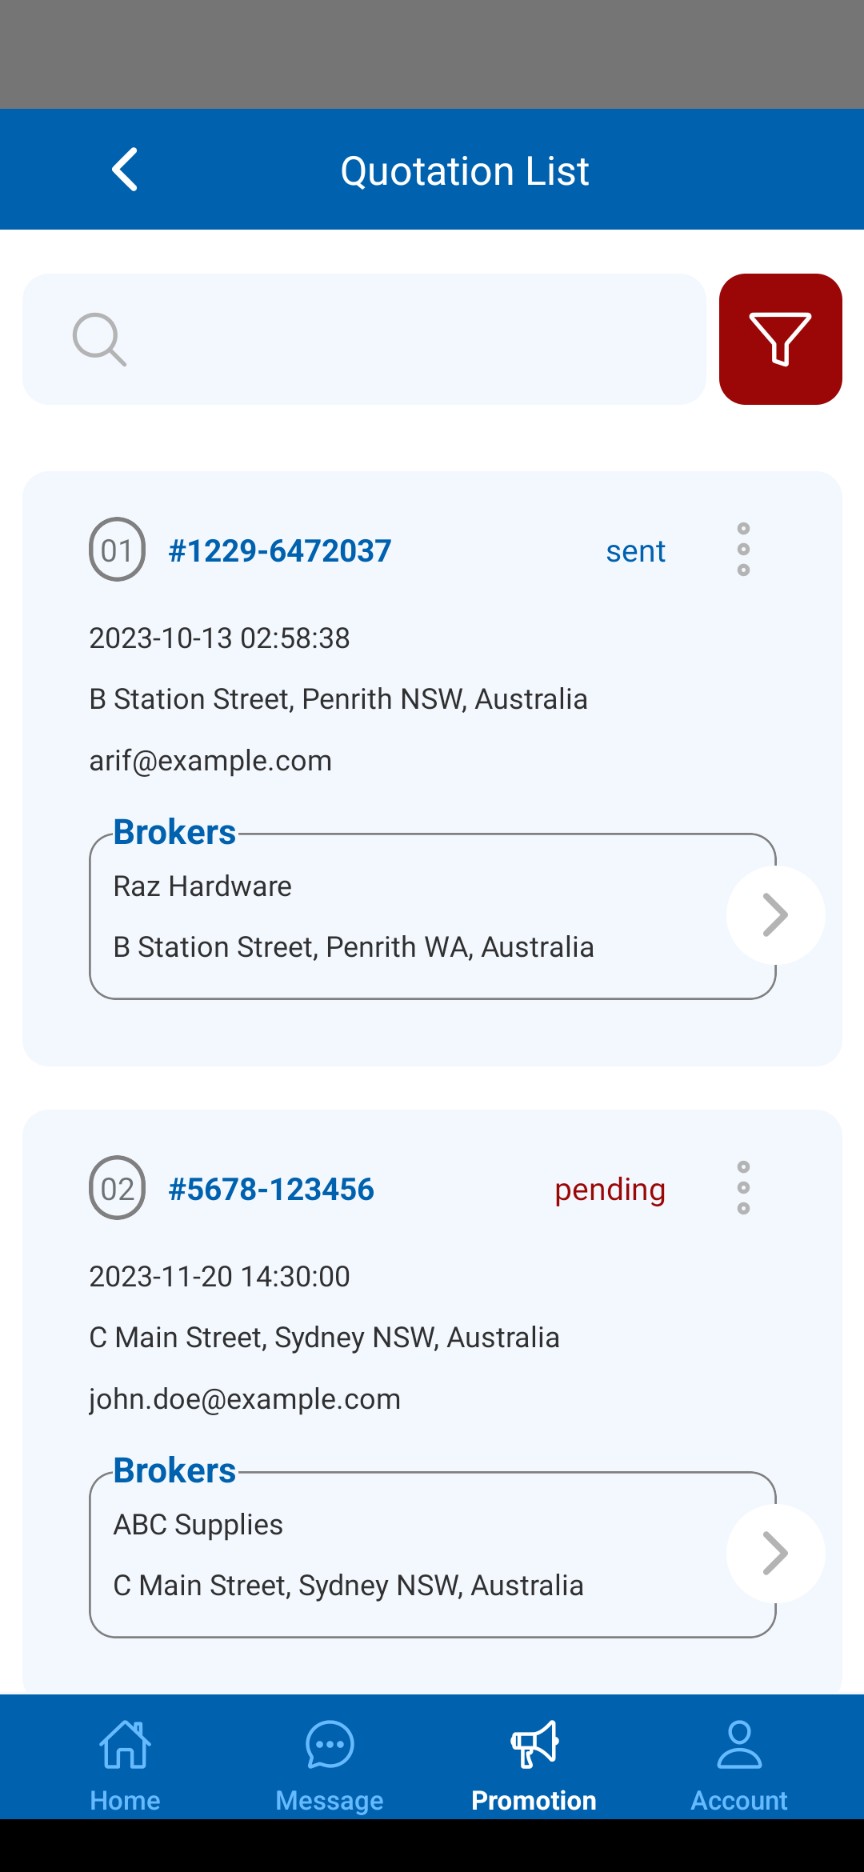 Quotation List
01 #1229-6472037 sent
2023-10-13 02:58:38
B Station Street, Penrith NSW, Australia
arif@example.com
Brokers
Raz Hardware
B Station Street, Penrith WA, Australia
02 #5678-123456 pending
2023-11-20 14:30:00
C Main Street, Sydney NSW, Australia
john.doe@example.com
Brokers
ABC Supplies
C Main Street, Sydney NSW, Australia
Home Message Promotion Account